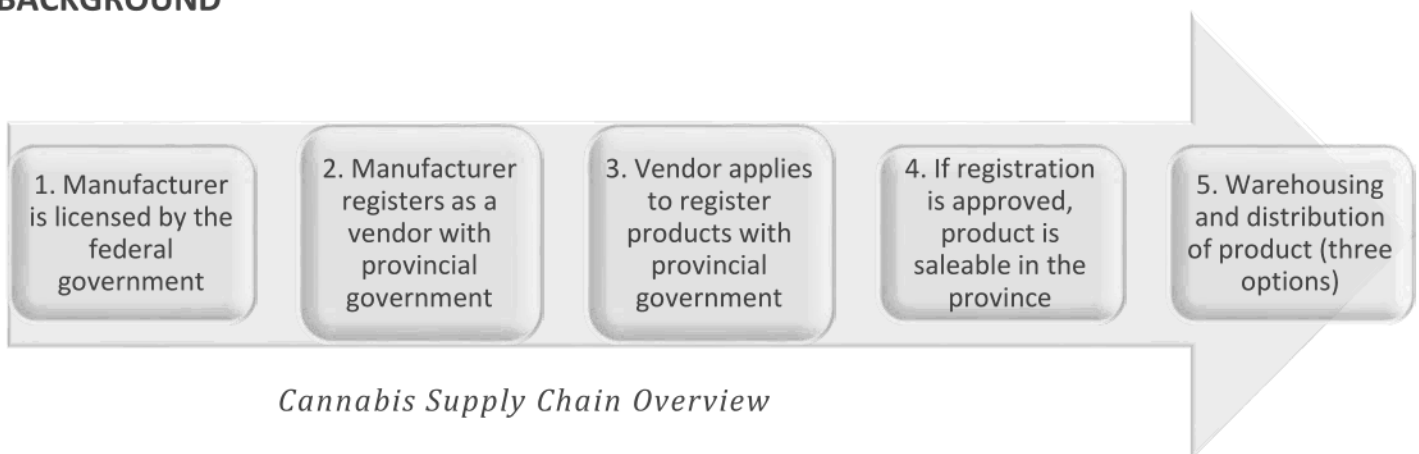 BACKGROUND
1. Manufacturer
is licensed by the
federal
government
2. Manufacturer
registers as a
vendor with
provincial
government
3. Vendor applies
to register
products with
provincial
government
4. If registration
is approved,
product is
saleable in the
province
5. Warehousing
and distribution
of product (three
options)
Cannabis Supply Chain Overview